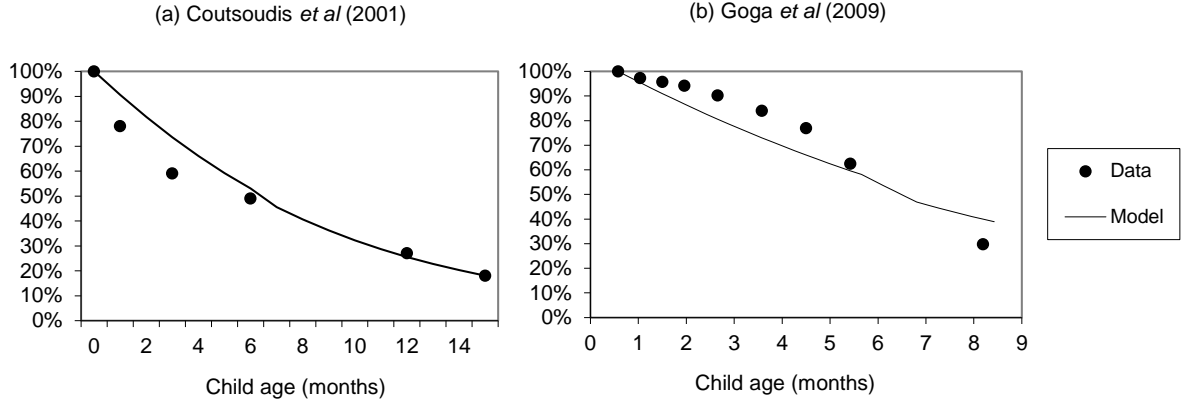 (a) Coutsoudis et al (2001)
100%
90%
80%
70%
60%
50%
40%
30%
20%
10%
0%
0 2 4 6 8 10 12 14
Child age (months)
(b) Goga et al (2009)
100%
90%
80%
70%
60%
50%
40%
30%
20%
10%
0%
0 1 2 3 4 5 6 7 8 9
Child age (months)
Data
Model